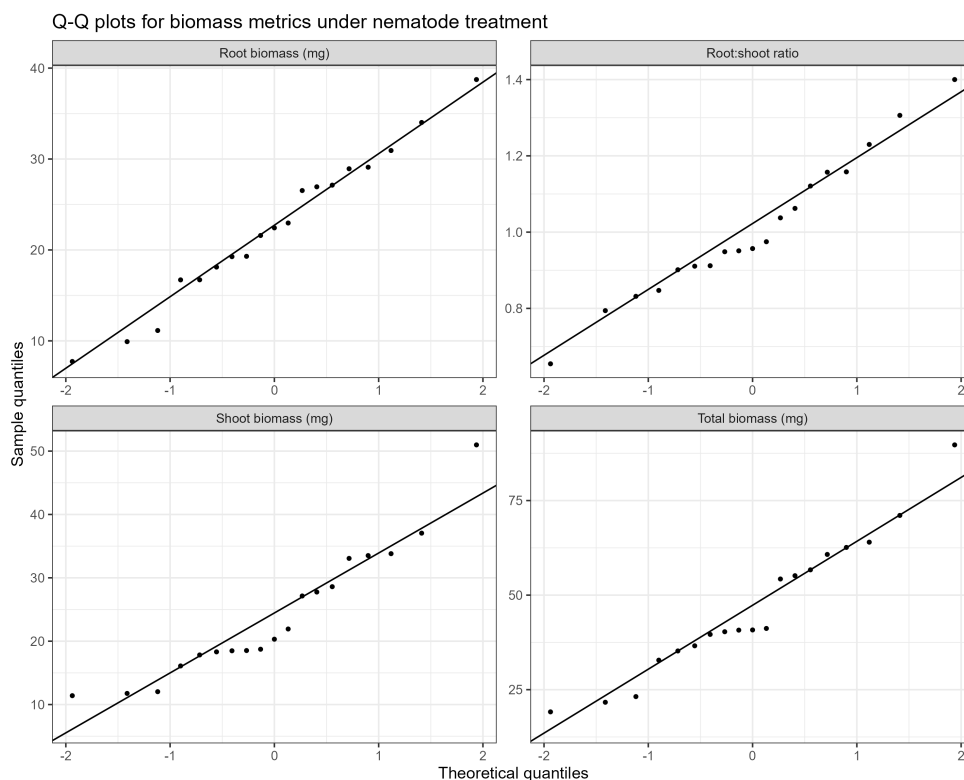 Q-Q plots for biomass metrics under nematode treatment
Root biomass (mg)
40
30
20
10
-2 -1 0 1 2
Root:shoot ratio
1.4
1.2
1.0
0.8
-2 -1 0 1 2
Sample quantiles
Shoot biomass (mg)
50
40
30
20
10
-2 -1 0 1 2
Total biomass (mg)
75
50
25
-2 -1 0 1 2
Theoretical quantiles